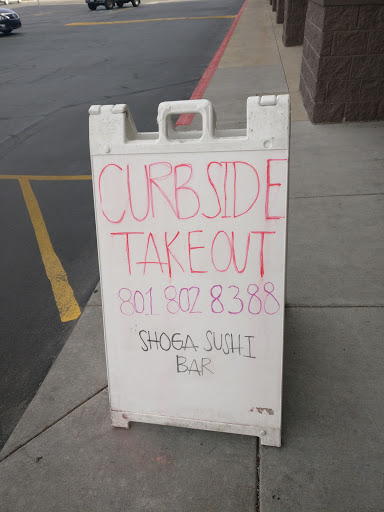 CURBSIDE
TAKEOUT
801 802 8388
SHOGA SUSHI
BAR